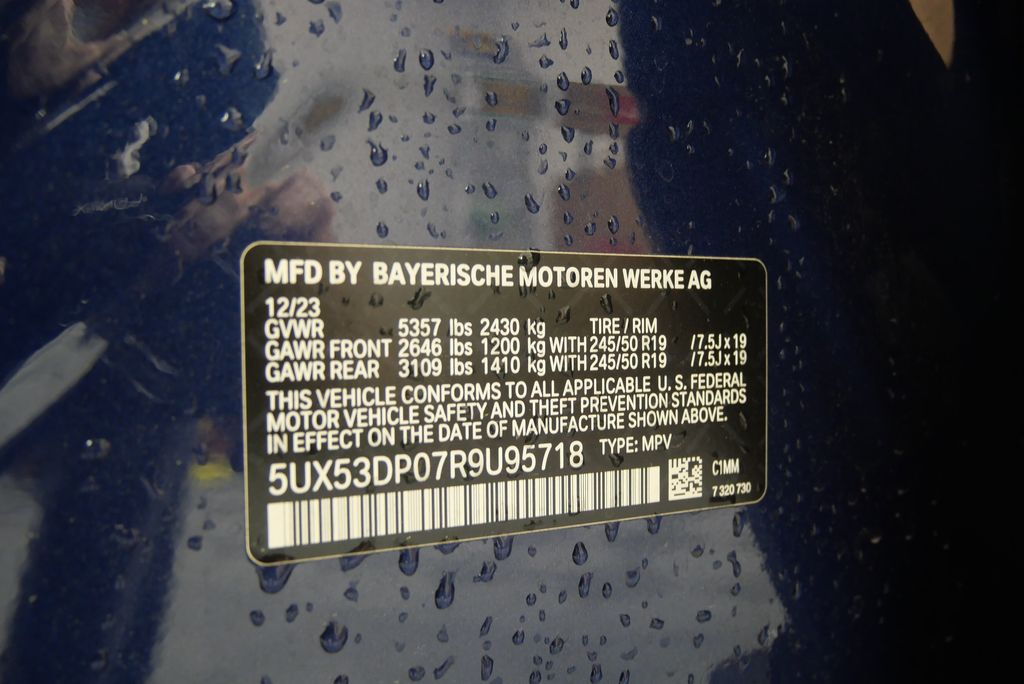 MFD BY BAYERISCHE MOTOREN WERKE AG
12/23
GVWR 5357 lbs 2430 kg TIRE / RIM
GAWR FRONT 2646 lbs 1200 kg WITH 245/50 R19 / 7.5J x 19
GAWR REAR 3109 lbs 1410 kg WITH 245/50 R19 / 7.5J x 19
THIS VEHICLE CONFORMS TO ALL APPLICABLE U. S. FEDERAL
MOTOR VEHICLE SAFETY AND THEFT PREVENTION STANDARDS
IN EFFECT ON THE DATE OF MANUFACTURE SHOWN ABOVE.
5UX53DP07R9U95718 TYPE: MPV
C1MM
7 320 730